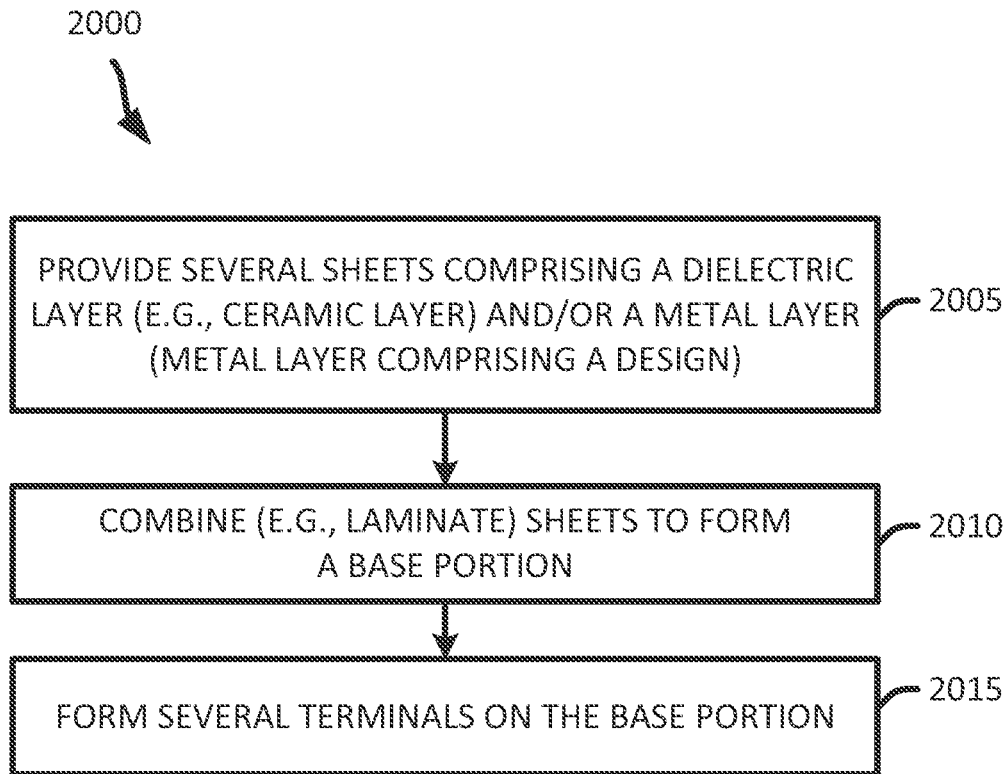 2000
PROVIDE SEVERAL SHEETS COMPRISING A DIELECTRIC
LAYER (E.G., CERAMIC LAYER) AND/OR A METAL LAYER
(METAL LAYER COMPRISING A DESIGN)
2005
COMBINE (E.G., LAMINATE) SHEETS TO FORM
A BASE PORTION
2010
FORM SEVERAL TERMINALS ON THE BASE PORTION
2015